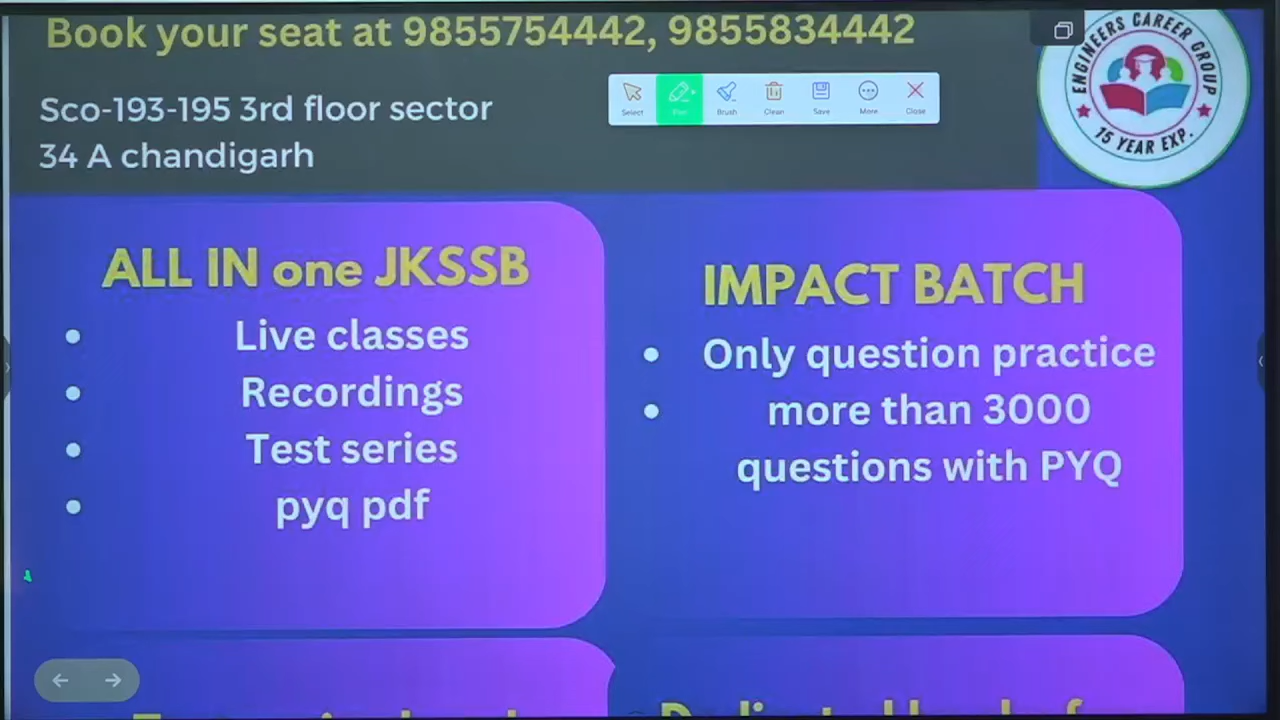 Book your seat at 9855754442, 9855834442
Sco-193-195 3rd floor sector
34 A chandigarh
Select
Pen
Brush
Clean
Save
More
Close
ENGINEERS CAREER GROUP
15 YEAR EXP.
ALL IN one JKSSB
Live classes
Recordings
Test series
pyq pdf
IMPACT BATCH
Only question practice
more than 3000
questions with PYQ